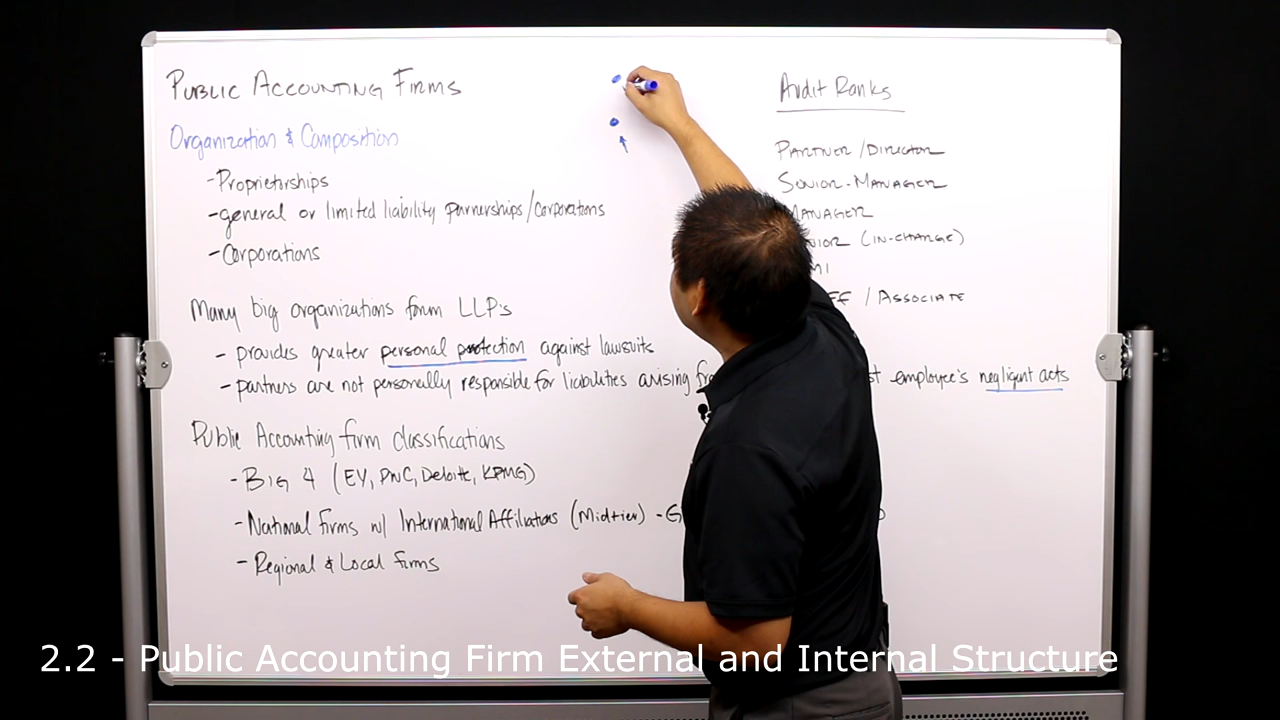 PUBLIC ACCOUNTING FIRMS
Organization & Composition
- Proprietorships
- general or limited liability parnerships/Corporations
- Corporations
Many big organizations form LLP's
- provides greater personal protection against lawsuits
- partners are not personally responsible for liabilities arising employee's negligent acts
Public Accounting firm classifications
- BIG 4 (EY, PWC, Deloitte, KPMG)
- National firms w/ International Affiliations (Midtier) - G
- Regional & Local firms
Audit Ranks
PARTNER/DIRECTOR
SENIOR-MANAGER
MANAGER
(IN-CHARGE)
/ ASSOCIATE
2.2 - Public Accounting Firm External and Internal Structure